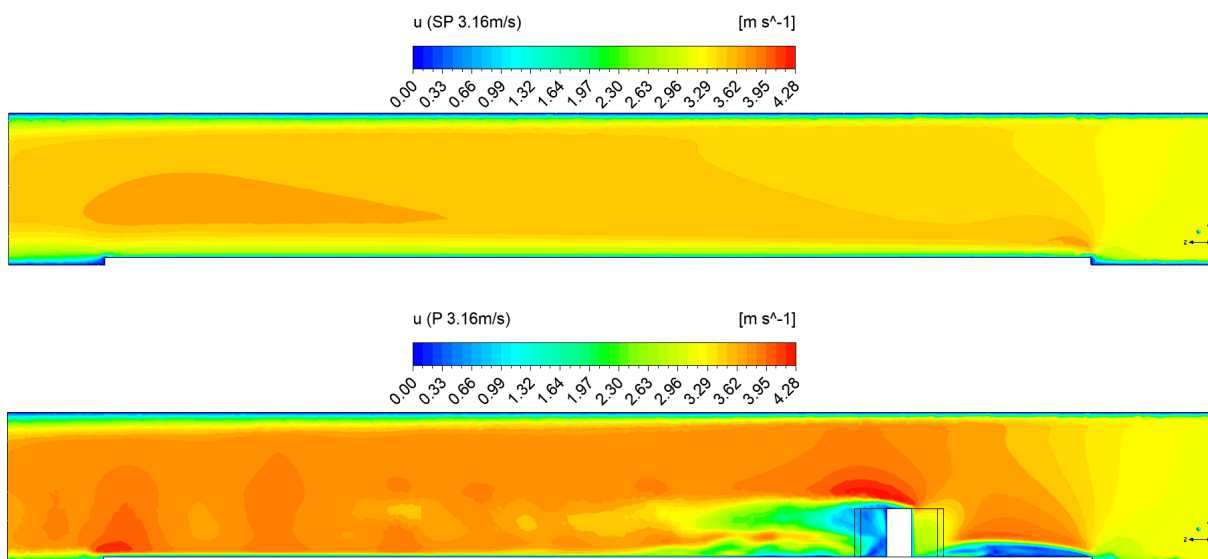 u (SP 3.16m/s) [m s^-1]
0.00 0.33 0.66 0.99 1.32 1.64 1.97 2.30 2.63 2.96 3.29 3.62 3.95 4.28
z
u (P 3.16m/s) [m s^-1]
0.00 0.33 0.66 0.99 1.32 1.64 1.97 2.30 2.63 2.96 3.29 3.62 3.95 4.28
z